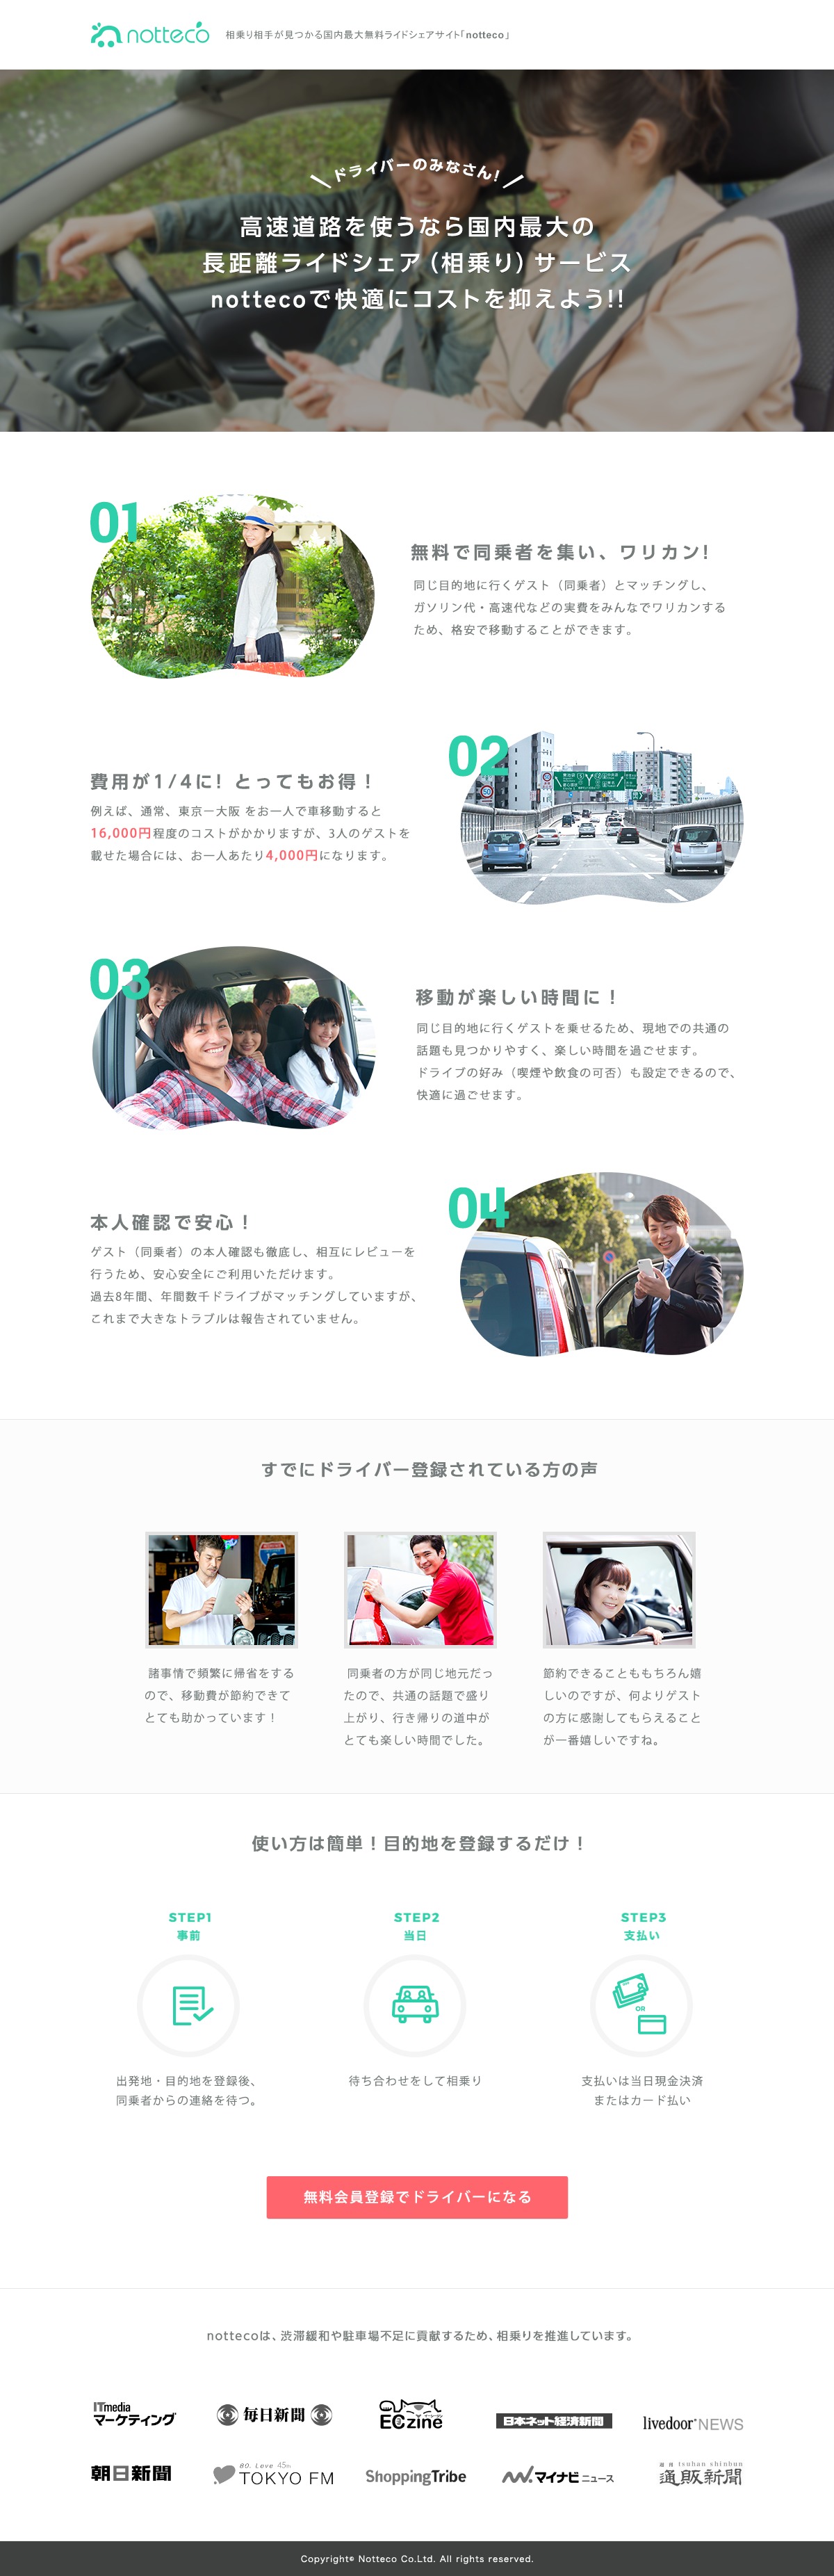 notteco
相乗り相手が見つかる国内最大無料ライドシェアサイト「notteco」
ドライバーのみなさん!
高速道路を使うなら国内最大の
長距離ライドシェア(相乗り)サービス
nottecoで快適にコストを抑えよう!!
01
無料で同乗者を集い、ワリカン!
同じ目的地に行くゲスト（同乗者）とマッチングし、
ガソリン代・高速代などの実費をみんなでワリカンする
ため、格安で移動することができます。
02
費用が1/4に! とってもお得！
例えば、通常、東京ー大阪 をお一人で車移動すると
16,000円程度のコストがかかりますが、3人のゲストを
載せた場合には、お一人あたり4,000円になります。
03
移動が楽しい時間に！
同じ目的地に行くゲストを乗せるため、現地での共通の
話題も見つかりやすく、楽しい時間を過ごせます。
ドライブの好み（喫煙や飲食の可否）も設定できるので、
快適に過ごせます。
04
本人確認で安心！
ゲスト（同乗者）の本人確認も徹底し、相互にレビューを
行うため、安心安全にご利用いただけます。
過去8年間、年間数千ドライブがマッチングしていますが、
これまで大きなトラブルは報告されていません。
すでにドライバー登録されている方の声
諸事情で頻繁に帰省をする
ので、移動費が節約できて
とても助かっています！
同乗者の方が同じ地元だっ
たので、共通の話題で盛り
上がり、行き帰りの道中が
とても楽しい時間でした。
節約できることももちろん嬉
しいのですが、何よりゲスト
の方に感謝してもらえること
が一番嬉しいですね。
使い方は簡単！目的地を登録するだけ！
STEP1
事前
出発地・目的地を登録後、
同乗者からの連絡を待つ。
STEP2
当日
待ち合わせをして相乗り
STEP3
支払い
OR
支払いは当日現金決済
またはカード払い
無料会員登録でドライバーになる
nottecoは、渋滞緩和や駐車場不足に貢献するため、相乗りを推進しています。
ITmedia
マーケティング
毎日新聞
ECzine
日本ネット経済新聞
livedoor NEWS
朝日新聞
80. Love 45th
TOKYO FM
ShoppingTribe
マイナビニュース
週刊 tsuhan shinbun
通販新聞
Copyright© Notteco Co.Ltd. All rights reserved.